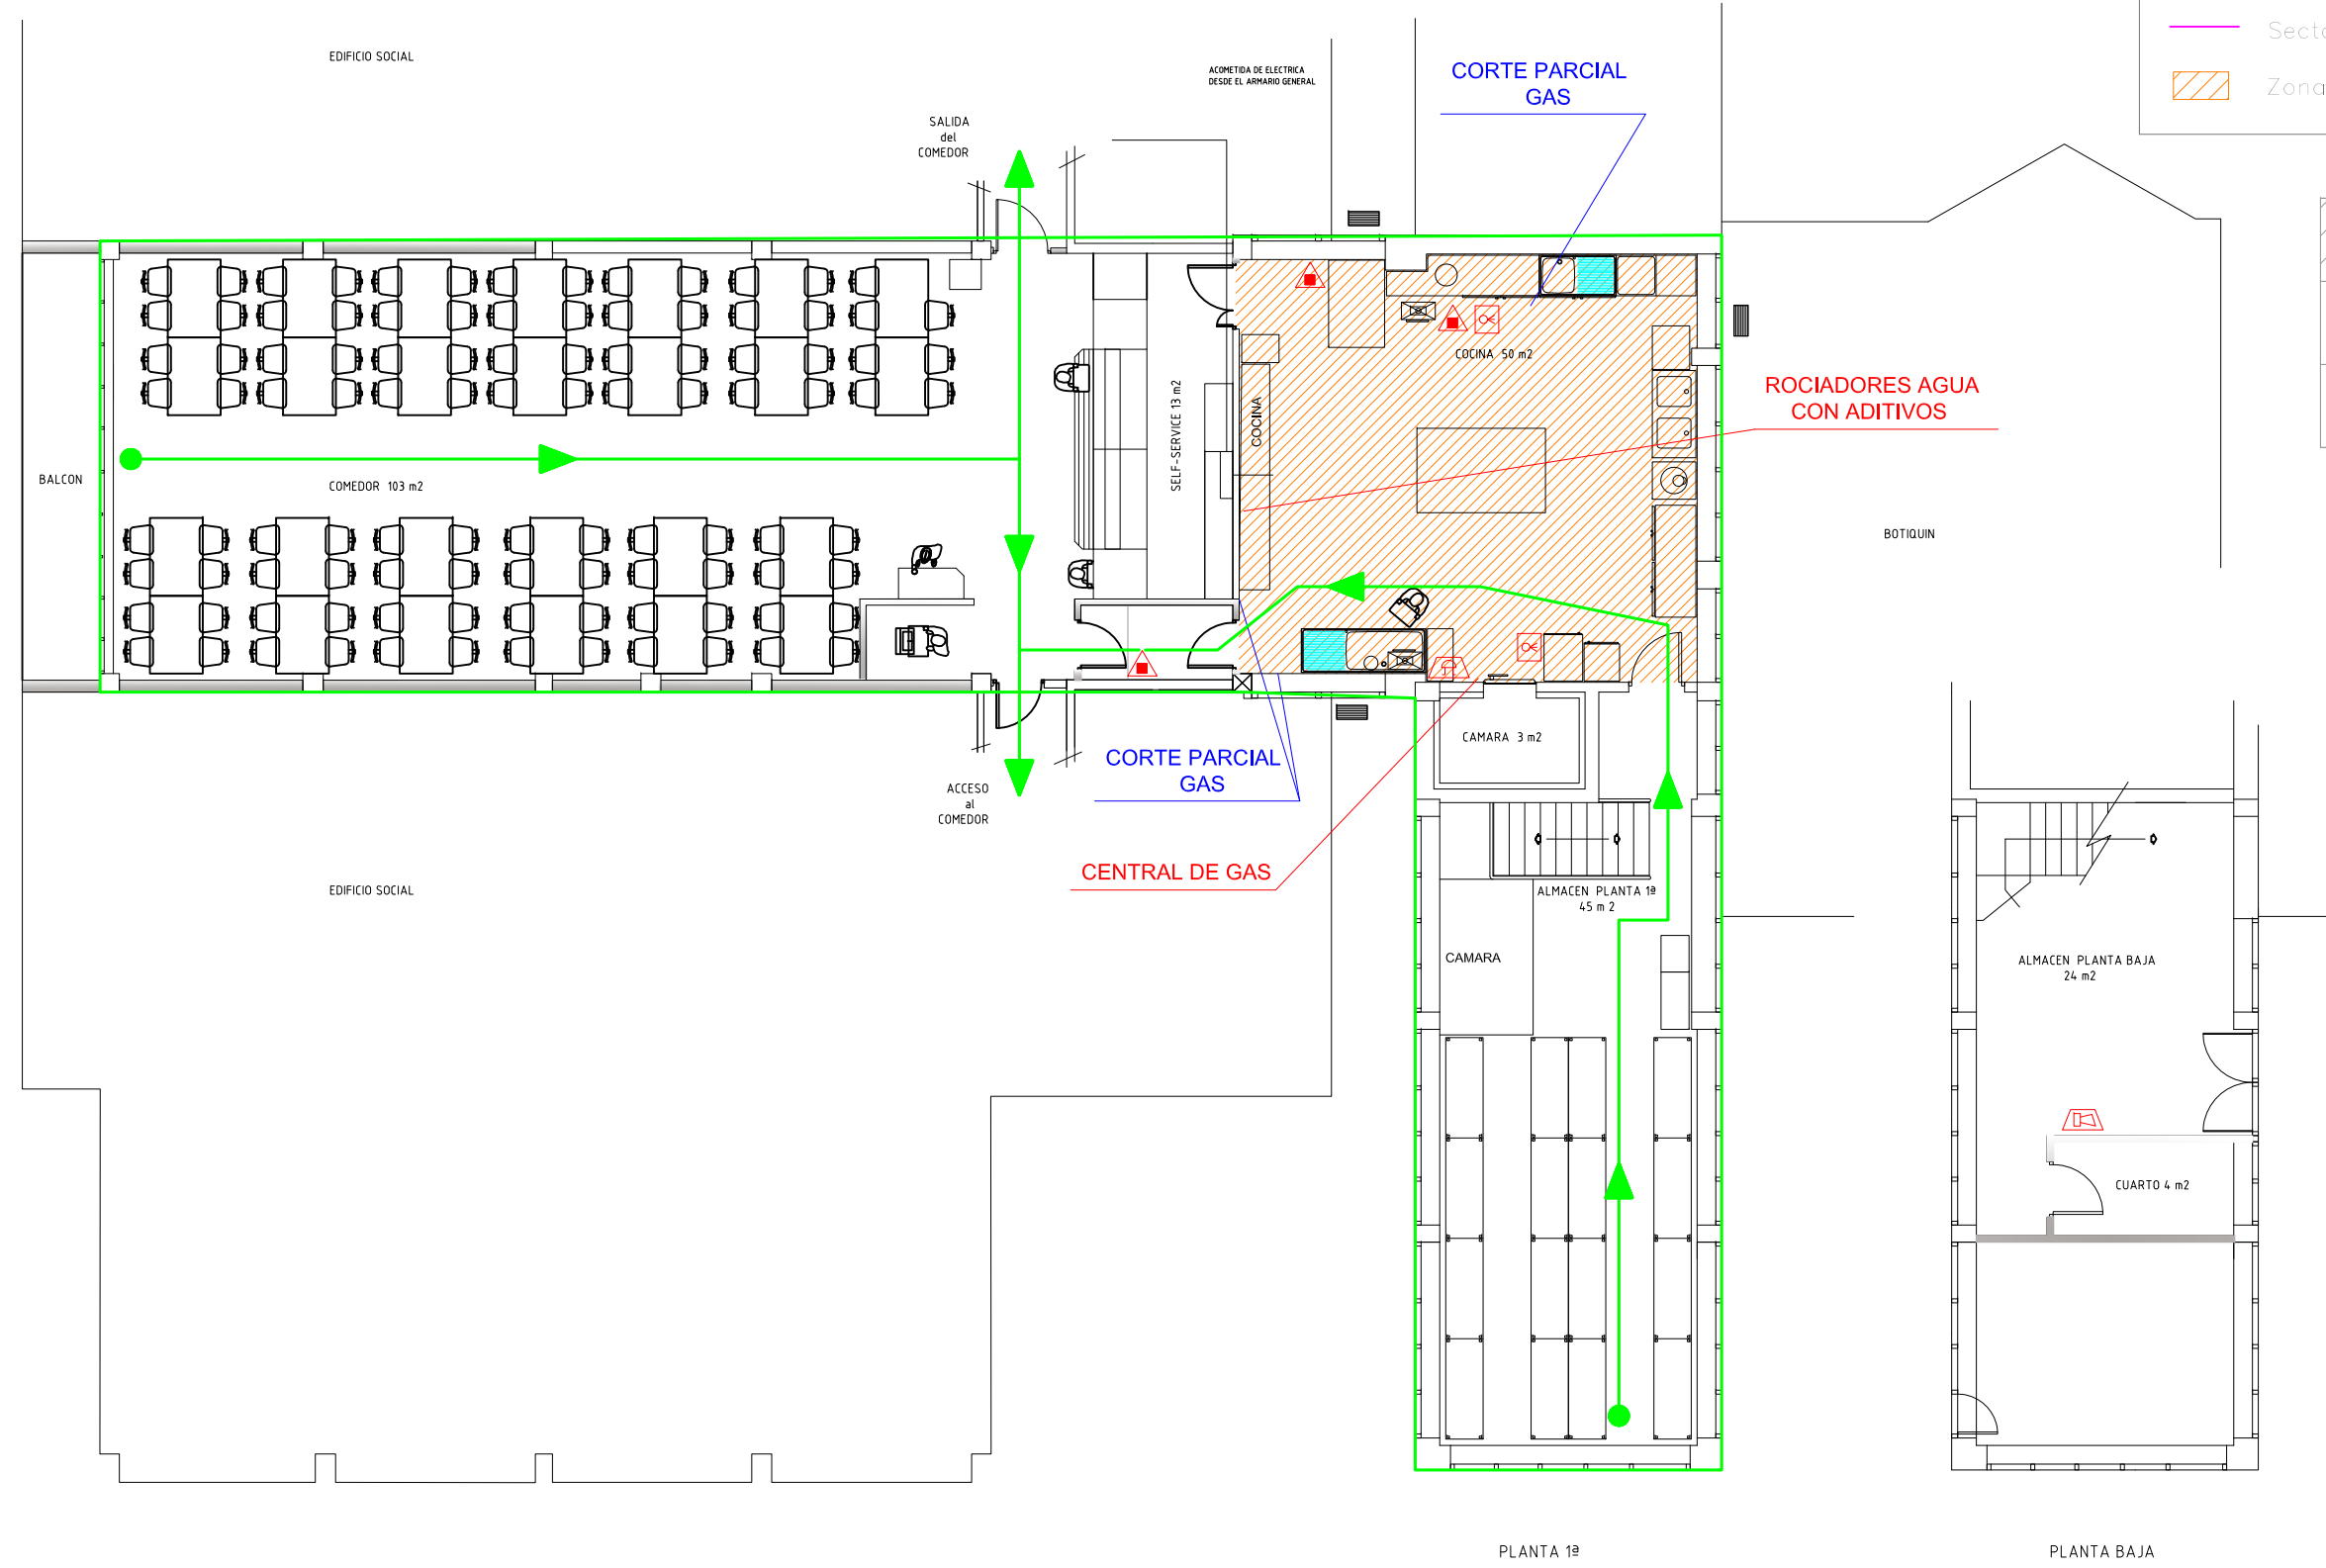 EDIFICIO SOCIAL
ACOMETIDA DE ELECTRICA
DESDE EL ARMARIO GENERAL
CORTE PARCIAL
GAS
SALIDA
del
COMEDOR
COCINA 50 m2
SELF-SERVICE 13 m2
COCINA
ROCIADORES AGUA
CON ADITIVOS
BALCON
COMEDOR 103 m2
BOTIQUIN
CORTE PARCIAL
GAS
CAMARA 3 m2
ACCESO
al
COMEDOR
CENTRAL DE GAS
EDIFICIO SOCIAL
ALMACEN PLANTA 1ª
45 m 2
CAMARA
ALMACEN PLANTA BAJA
24 m2
CUARTO 4 m2
PLANTA 1ª
PLANTA BAJA